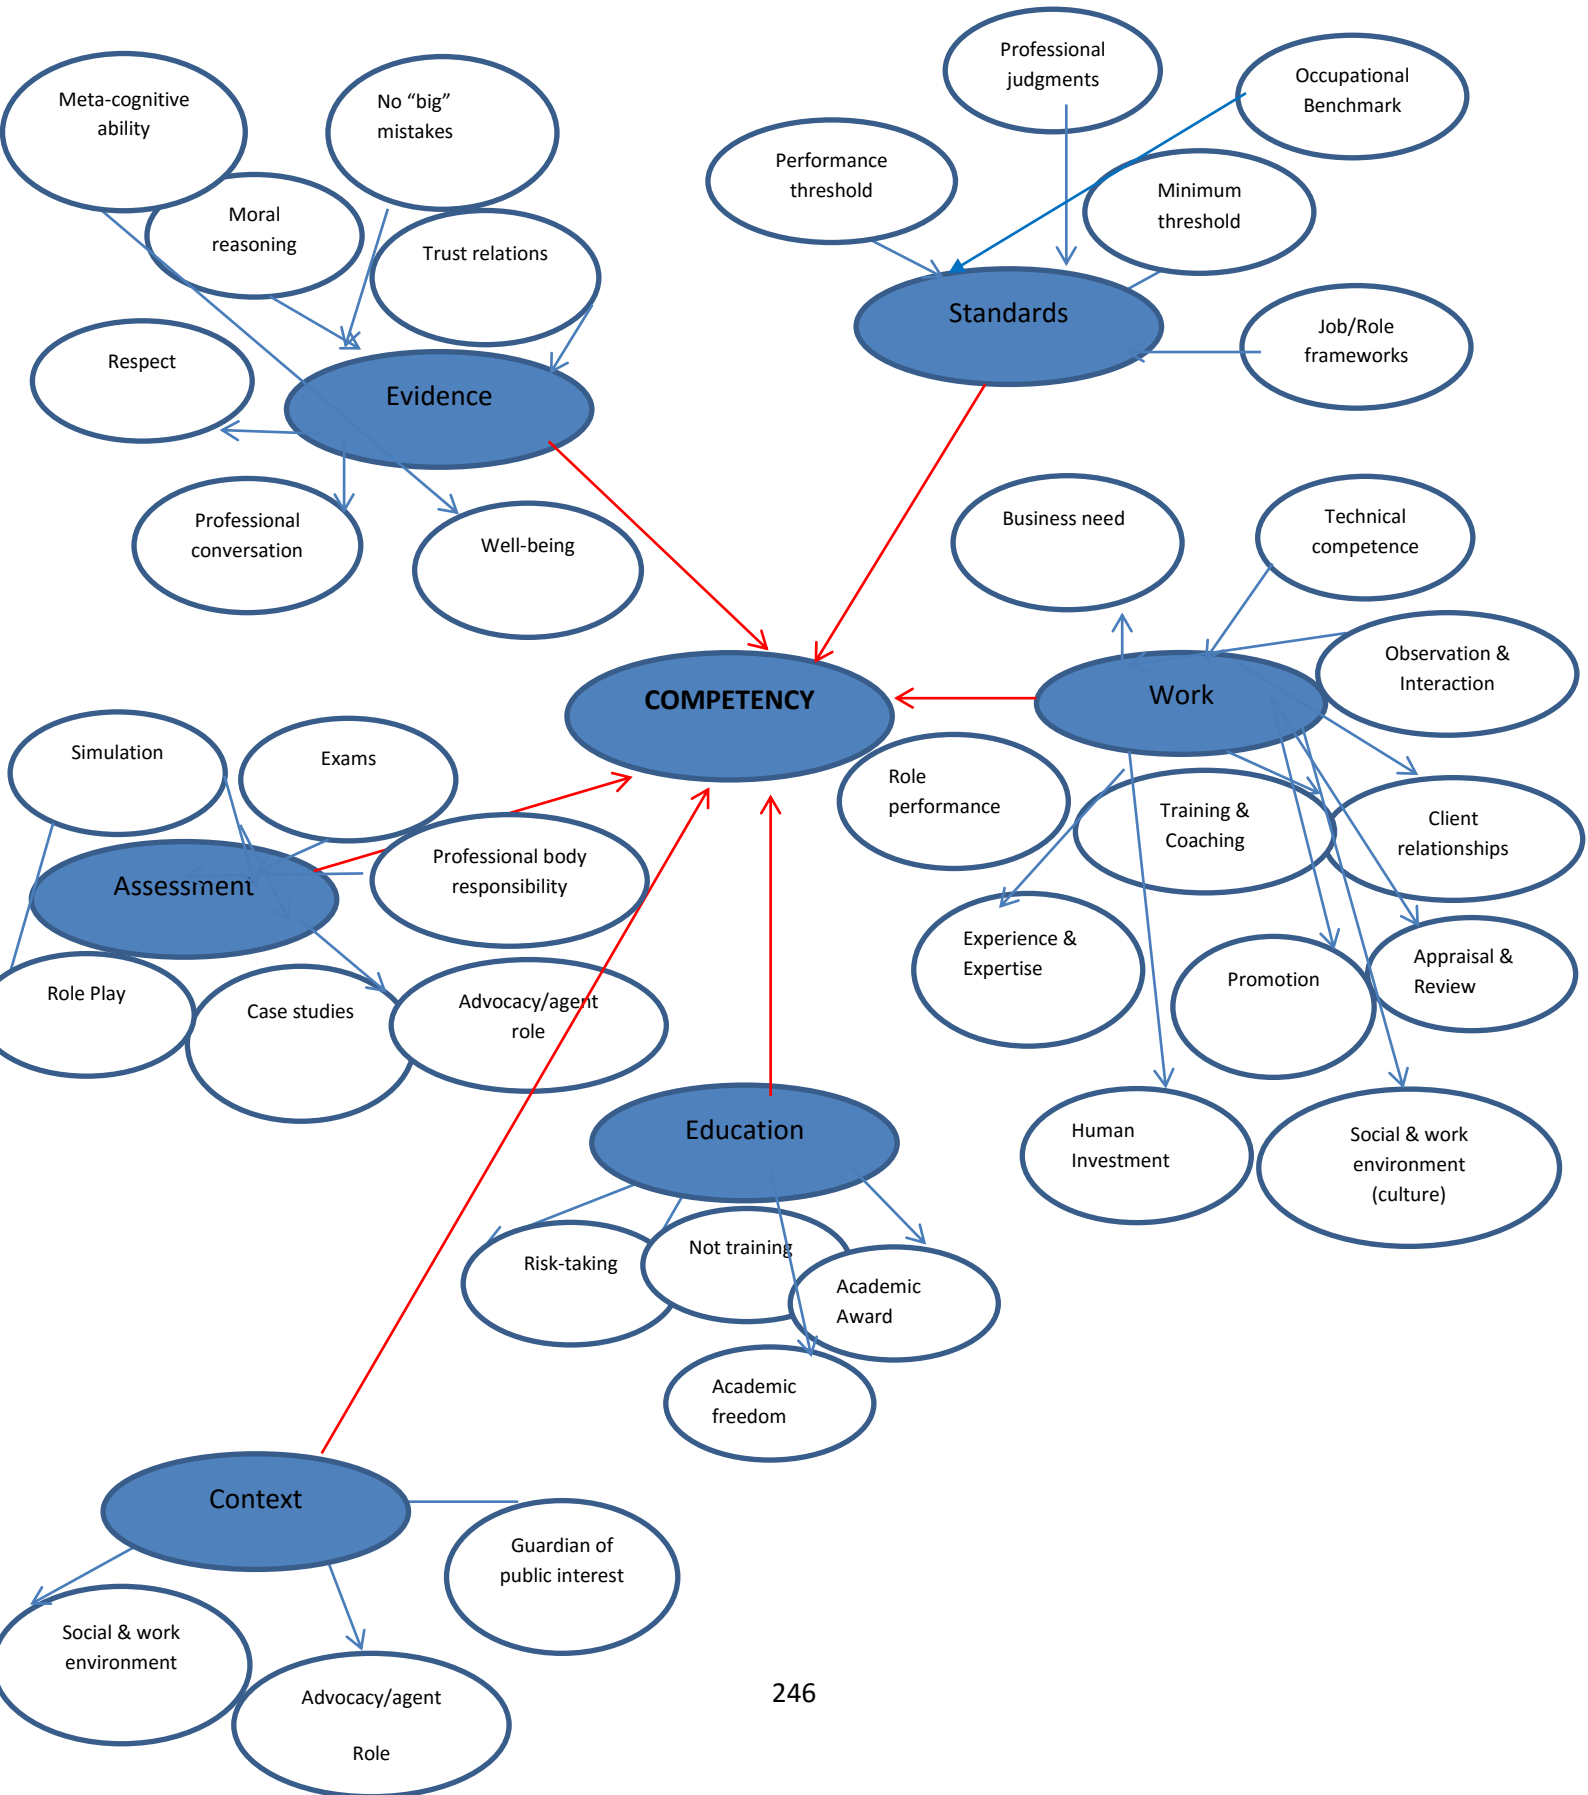 Professional
judgments
Occupational
Benchmark
Meta-cognitive
ability
No “big”
mistakes
Performance
threshold
Minimum
threshold
Moral
reasoning
Trust relations
Standards
Job/Role
frameworks
Respect
Evidence
Professional
conversation
Well-being
Business need
Technical
competence
Observation &
Interaction
COMPETENCY
Work
Simulation
Exams
Role
performance
Training &
Coaching
Client
relationships
Professional body
responsibility
Assessment
Experience &
Expertise
Promotion
Appraisal &
Review
Role Play
Case studies
Advocacy/agent
role
Education
Human
Investment
Social & work
environment
(culture)
Risk-taking
Not training
Academic
Award
Academic
freedom
Context
Guardian of
public interest
Social & work
environment
Advocacy/agent
Role
246